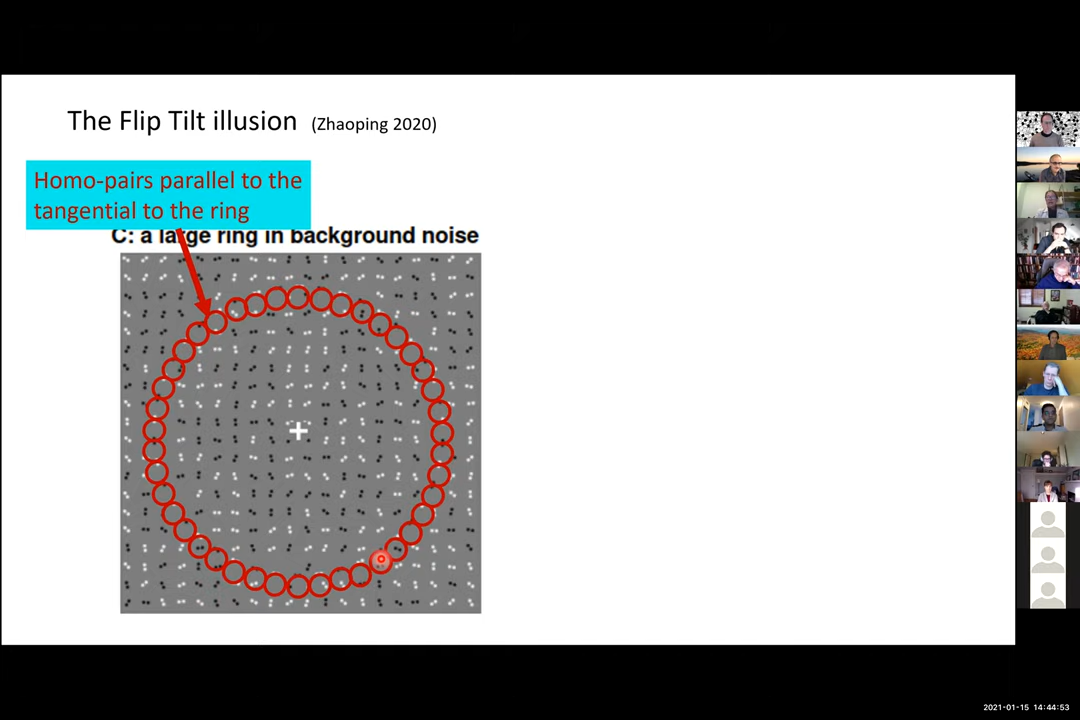 The Flip Tilt illusion (Zhaoping 2020)
Homo-pairs parallel to the
tangential to the ring
C: a large ring in background noise
2021-01-15 14:44:53